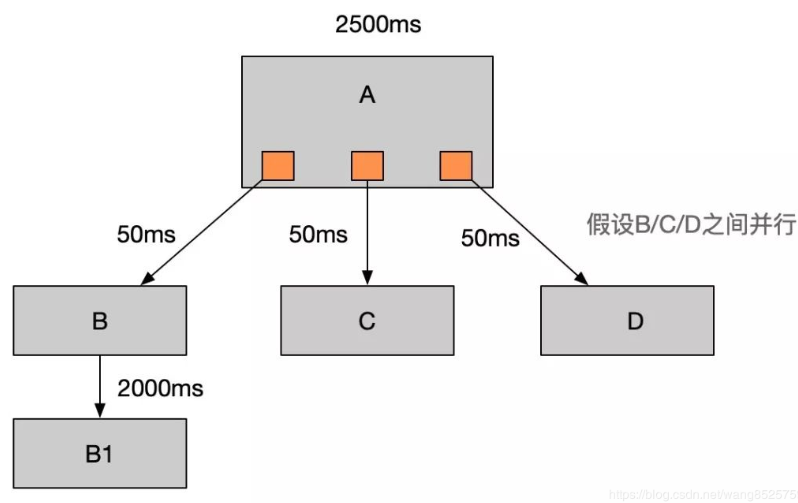 2500ms
A
50ms
50ms
50ms
假设B/C/D之间并行
B
C
D
2000ms
B1
https://blog.csdn.net/wang852575